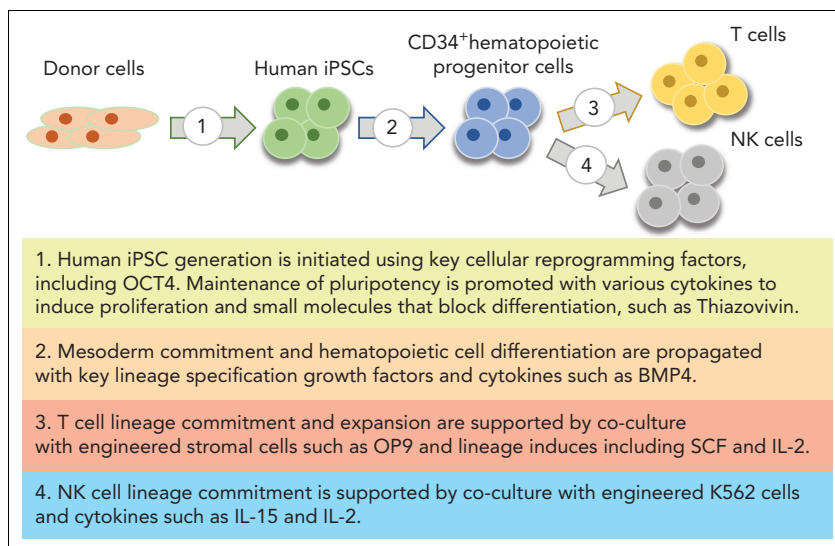 Donor cells
Human iPSCs
CD34⁺hematopoietic
progenitor cells
T cells
NK cells
1
2
3
4
1. Human iPSC generation is initiated using key cellular reprogramming factors,
including OCT4. Maintenance of pluripotency is promoted with various cytokines to
induce proliferation and small molecules that block differentiation, such as Thiazovivin.
2. Mesoderm commitment and hematopoietic cell differentiation are propagated
with key lineage specification growth factors and cytokines such as BMP4.
3. T cell lineage commitment and expansion are supported by co-culture
with engineered stromal cells such as OP9 and lineage induces including SCF and IL-2.
4. NK cell lineage commitment is supported by co-culture with engineered K562 cells
and cytokines such as IL-15 and IL-2.